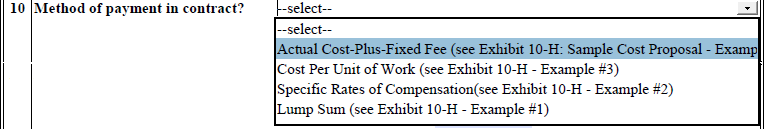 10 Method of payment in contract? --select--
--select--
Actual Cost-Plus-Fixed Fee (see Exhibit 10-H: Sample Cost Proposal - Examp
Cost Per Unit of Work (see Exhibit 10-H - Example #3)
Specific Rates of Compensation(see Exhibit 10-H - Example #2)
Lump Sum (see Exhibit 10-H - Example #1)